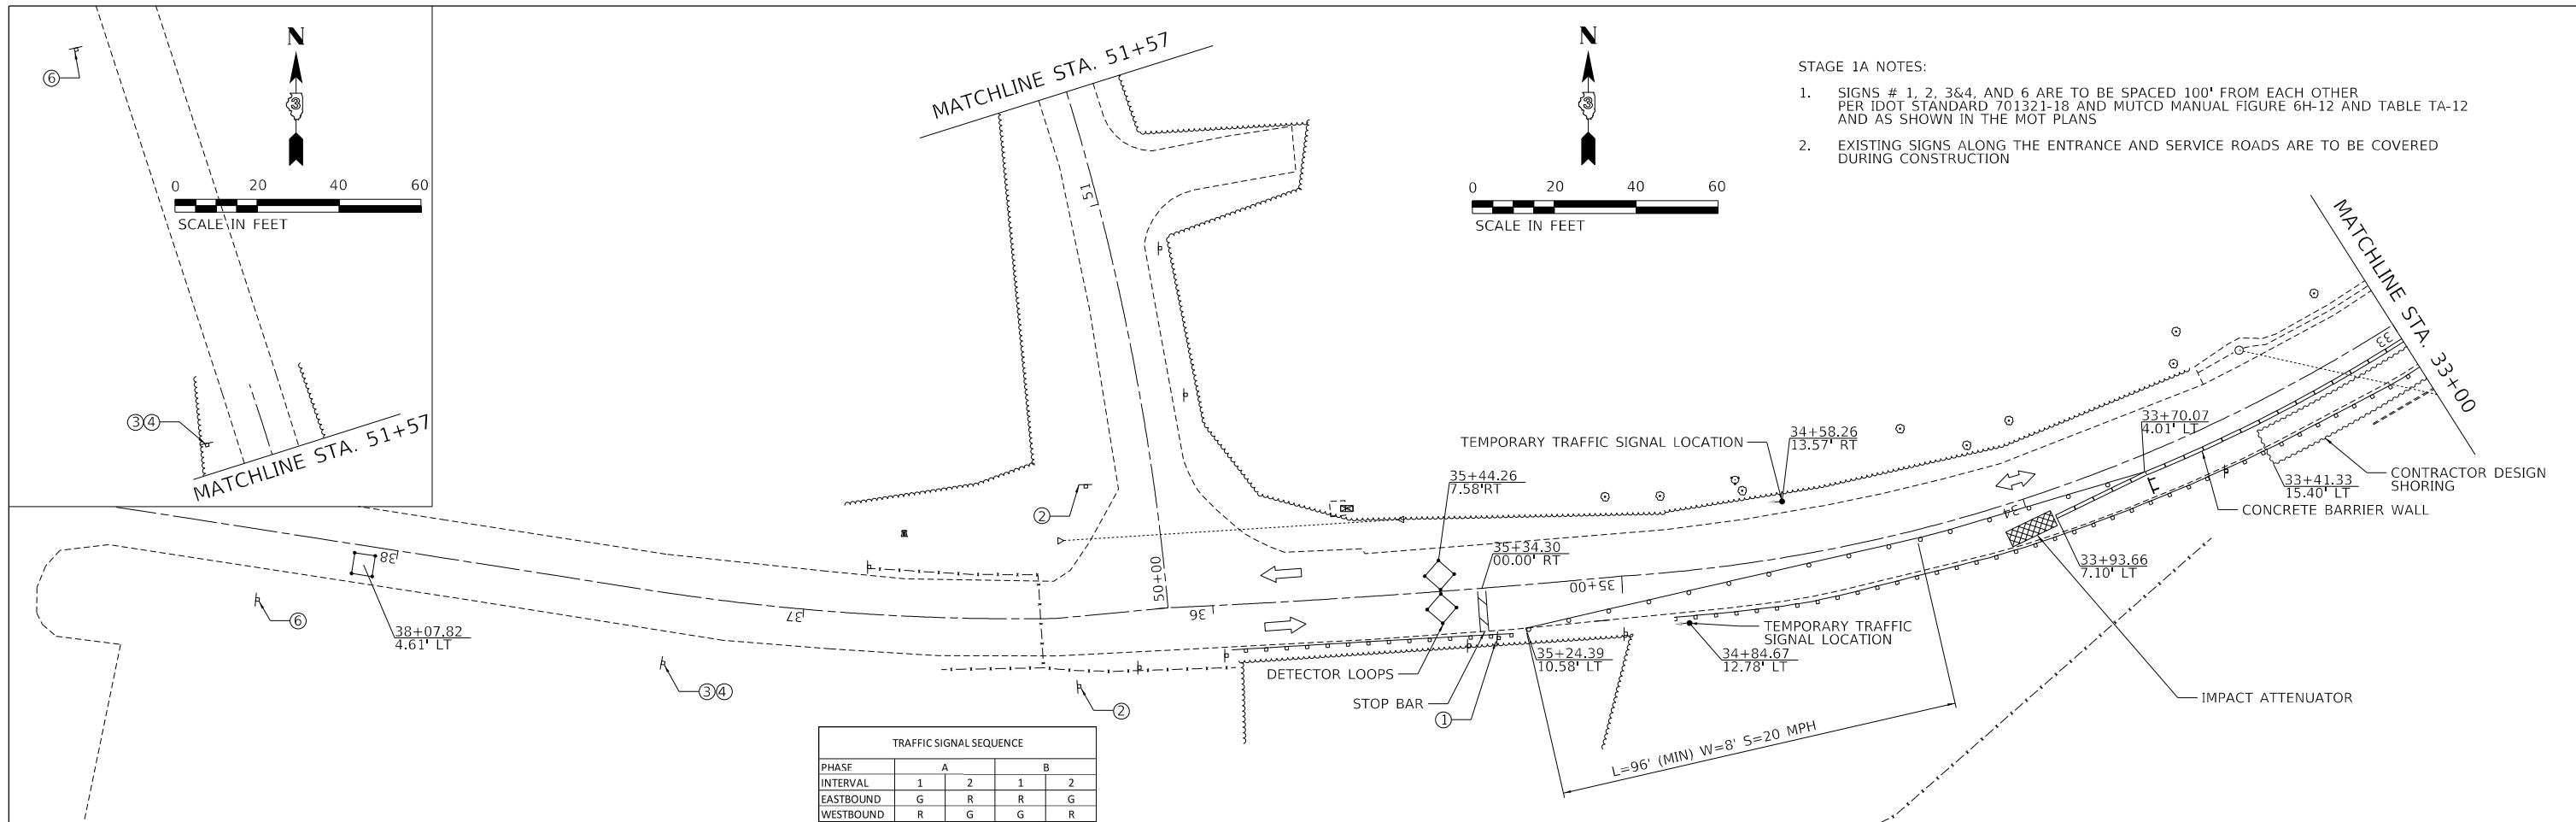 6
N
3
0 20 40 60
SCALE IN FEET
34
MATCHLINE STA. 51+57
MATCHLINE STA. 51+57
N
3
0 20 40 60
SCALE IN FEET
STAGE 1A NOTES:
1. SIGNS # 1, 2, 3&4, AND 6 ARE TO BE SPACED 100' FROM EACH OTHER
PER IDOT STANDARD 701321-18 AND MUTCD MANUAL FIGURE 6H-12 AND TABLE TA-12
AND AS SHOWN IN THE MOT PLANS
2. EXISTING SIGNS ALONG THE ENTRANCE AND SERVICE ROADS ARE TO BE COVERED
DURING CONSTRUCTION
MATCHLINE STA. 33+00
51
33
TEMPORARY TRAFFIC SIGNAL LOCATION
34+58.26
13.57' RT
33+70.07
4.01' LT
35+44.26
7.58'RT
33+41.33
15.40' LT
CONTRACTOR DESIGN
SHORING
CONCRETE BARRIER WALL
34
2
35+34.30
00.00' RT
33+93.66
7.10' LT
38
50+00
35+00
37
36
6
38+07.82
4.61' LT
TEMPORARY TRAFFIC
SIGNAL LOCATION
35+24.39
10.58' LT
34+84.67
12.78' LT
DETECTOR LOOPS
34
STOP BAR
2
1
IMPACT ATTENUATOR
L=96' (MIN) W=8' S=20 MPH
TRAFFIC SIGNAL SEQUENCE
PHASE A B
INTERVAL 1 2 1 2
EASTBOUND G R R G
WESTBOUND R G G R